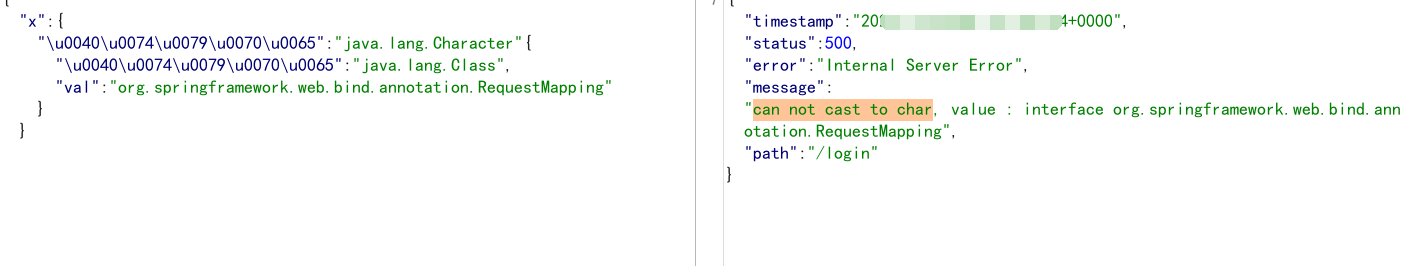 {
"x":{
"\u0040\u0074\u0079\u0070\u0065":"java.lang.Character"{
"\u0040\u0074\u0079\u0070\u0065":"java.lang.Class",
"val":"org.springframework.web.bind.annotation.RequestMapping"
}
}
{
"timestamp":"20 4+0000",
"status":500,
"error":"Internal Server Error",
"message":
"can not cast to char, value : interface org.springframework.web.bind.ann
otation.RequestMapping",
"path":"/login"
}